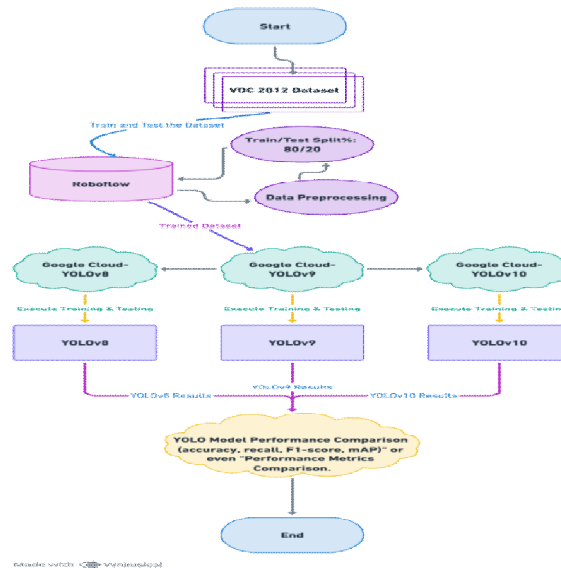 Start
VOC 2012 Dataset
Train and Test the Dataset
Train/Test Split%:
80/20
Roboflow
Data Preprocessing
Trained Dataset
Google Cloud-
YOLOv8
Google Cloud-
YOLOv9
Google Cloud-
YOLOv10
Execute Training & Testing
Execute Training & Testing
Execute Training & Testing
YOLOv8
YOLOv9
YOLOv10
YOLOv8 Results
YOLOv9 Results
YOLOv10 Results
YOLO Model Performance Comparison
(accuracy, recall, F1-score, mAP)" or
even "Performance Metrics
Comparison.
End
Made with Whimsical